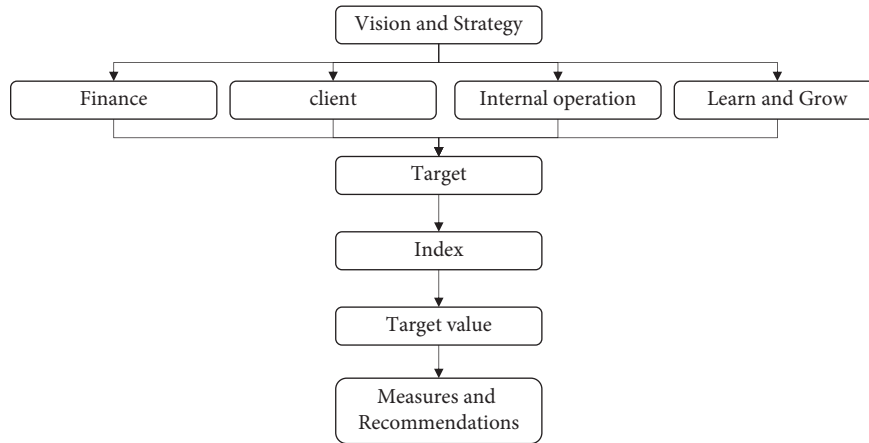 Vision and Strategy
Finance
client
Internal operation
Learn and Grow
Target
Index
Target value
Measures and
Recommendations